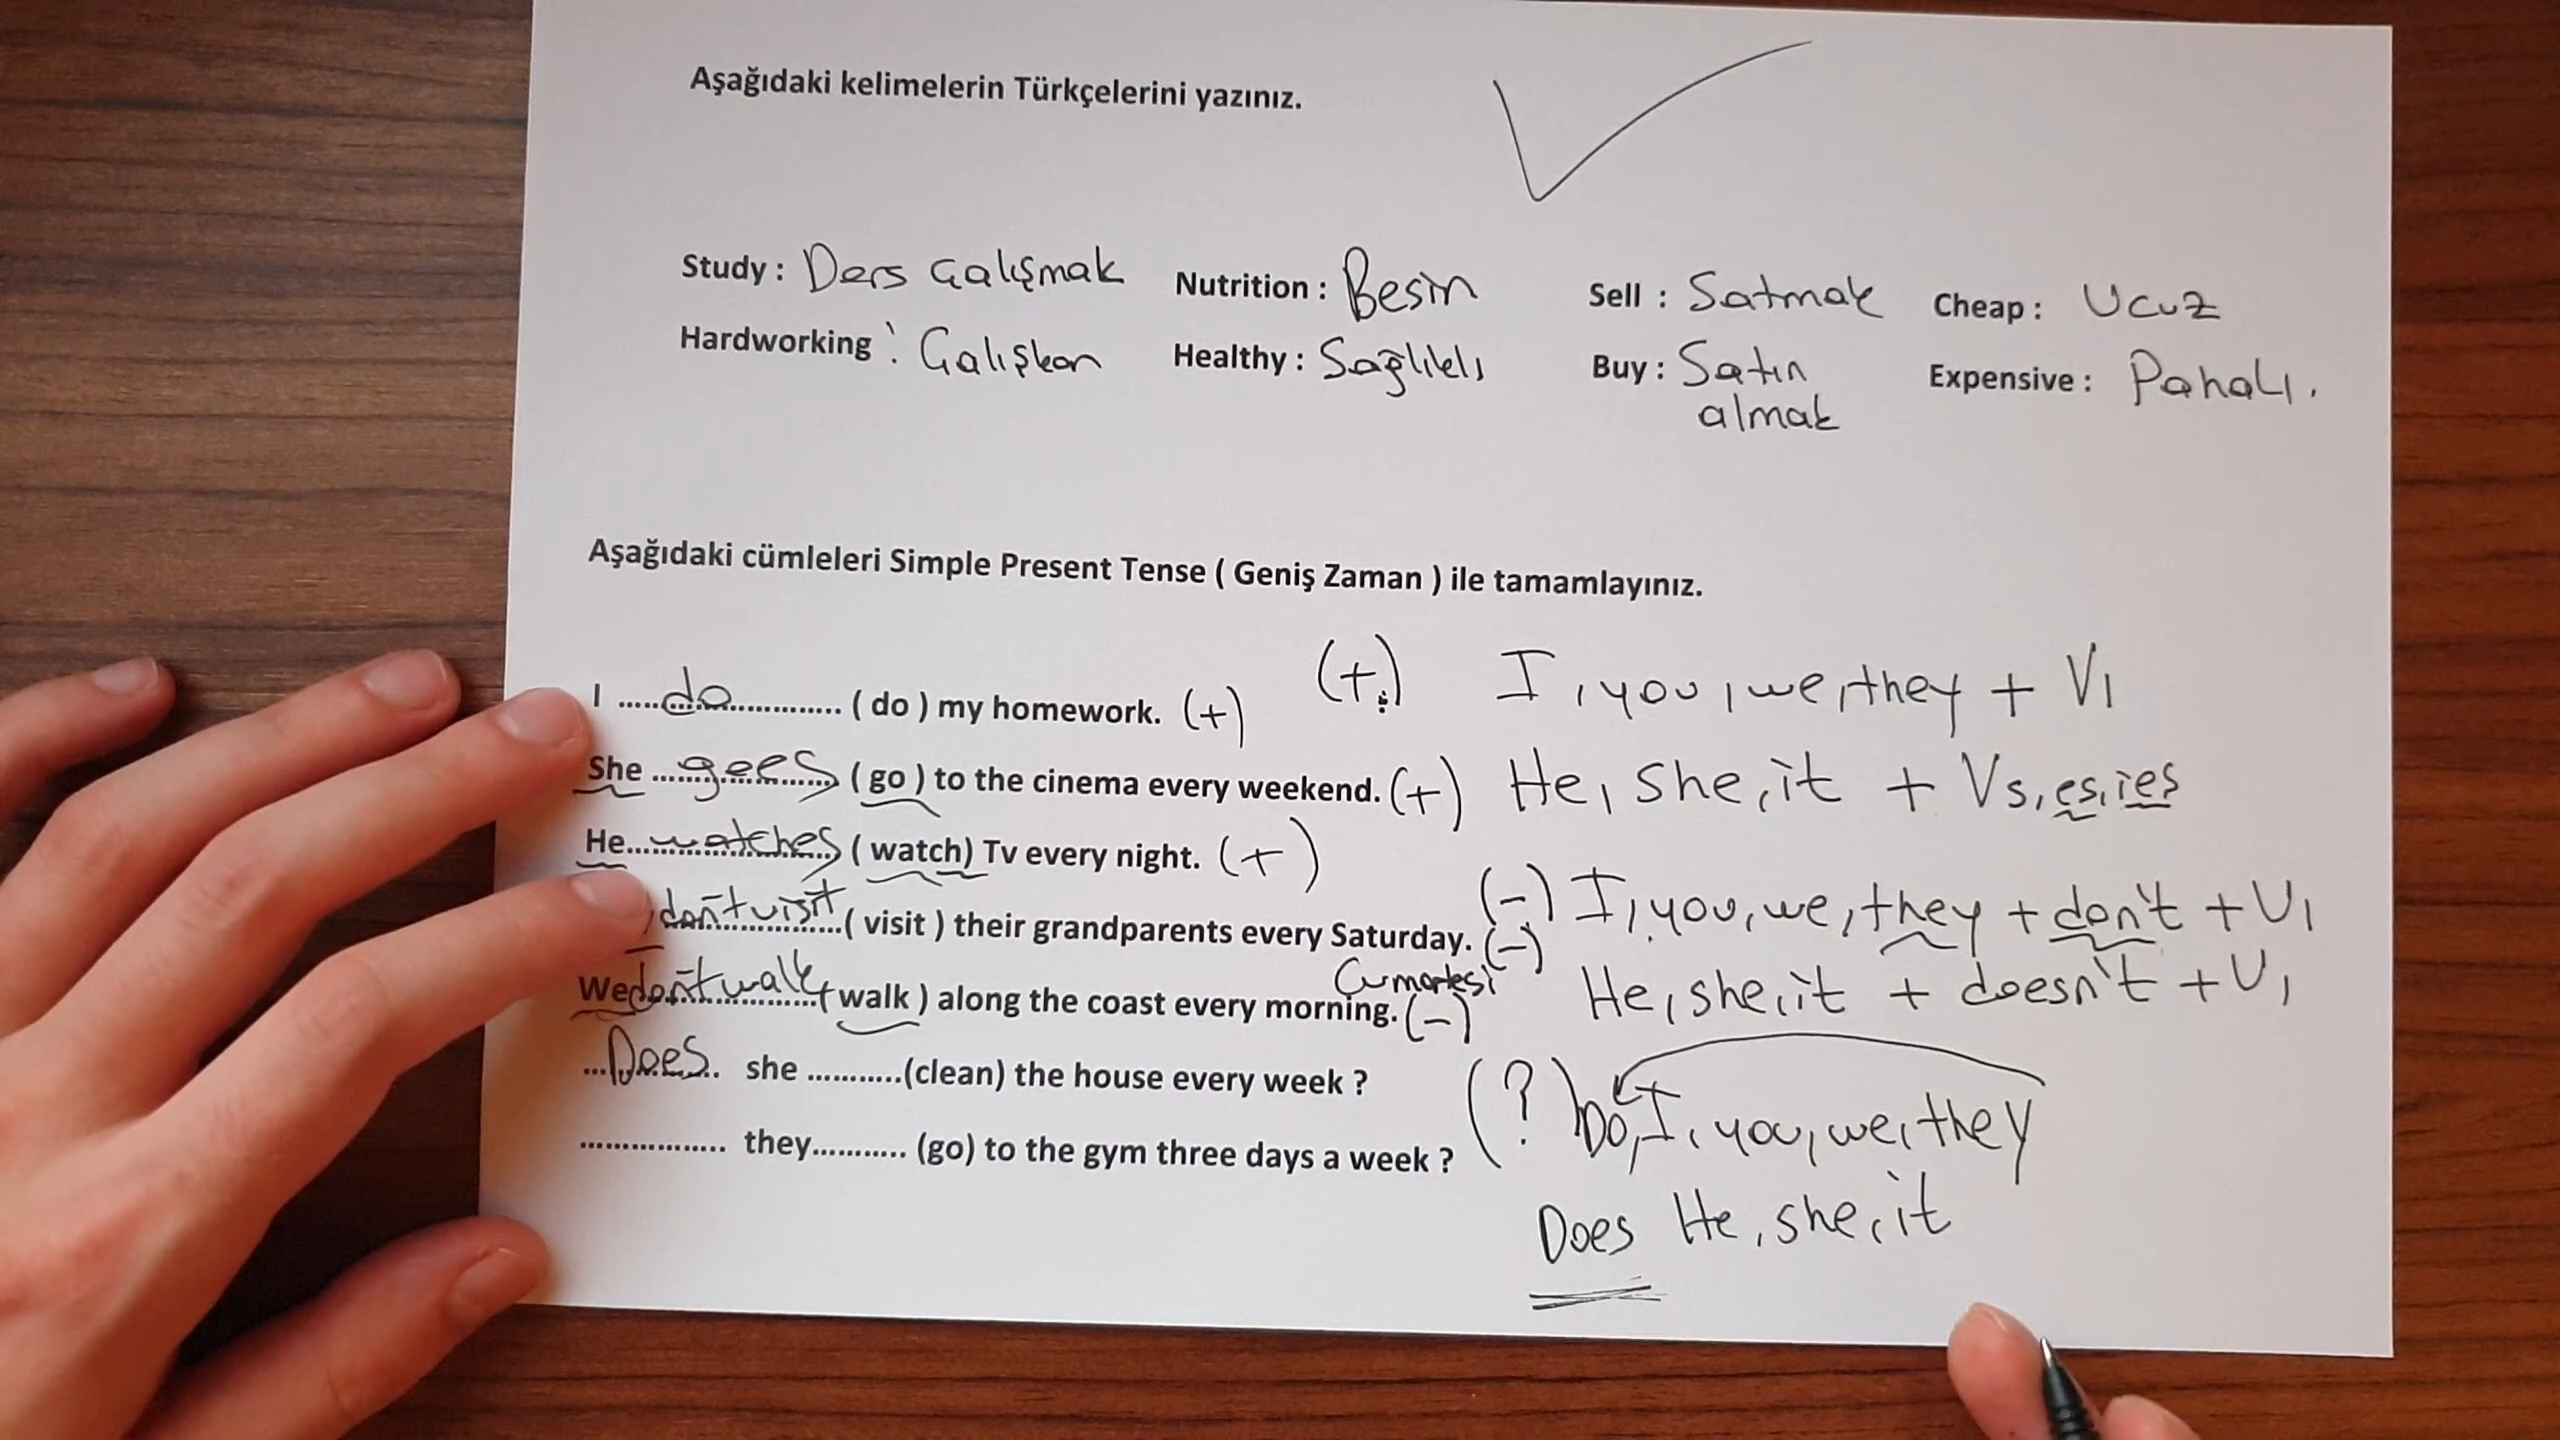 Aşağıdaki kelimelerin Türkçelerini yazınız.
Study : Ders Çalışmak Nutrition : Besin Sell : Satmak Cheap : Ucuz
Hardworking : Çalışkan Healthy : Sağlıklı Buy : Satın almak Expensive : Pahalı.
Aşağıdaki cümleleri Simple Present Tense ( Geniş Zaman ) ile tamamlayınız.
I .....do.............. ( do ) my homework. (+) (+) I, you, we, they + V1
She ...goes... ( go ) to the cinema every weekend. (+) He, she, it + Vs, es, ies
He...watches... ( watch) Tv every night. (+)
don't visit ( visit ) their grandparents every Saturday. (-) (-) I, you, we, they + don't + V1
Cumartesi
We don't walk ( walk ) along the coast every morning. (-) He, she, it + doesn't + V1
...Does.. she ...........(clean) the house every week ?
(?) Do, I, you, we, they
................. they........... (go) to the gym three days a week ?
Does He, she, it